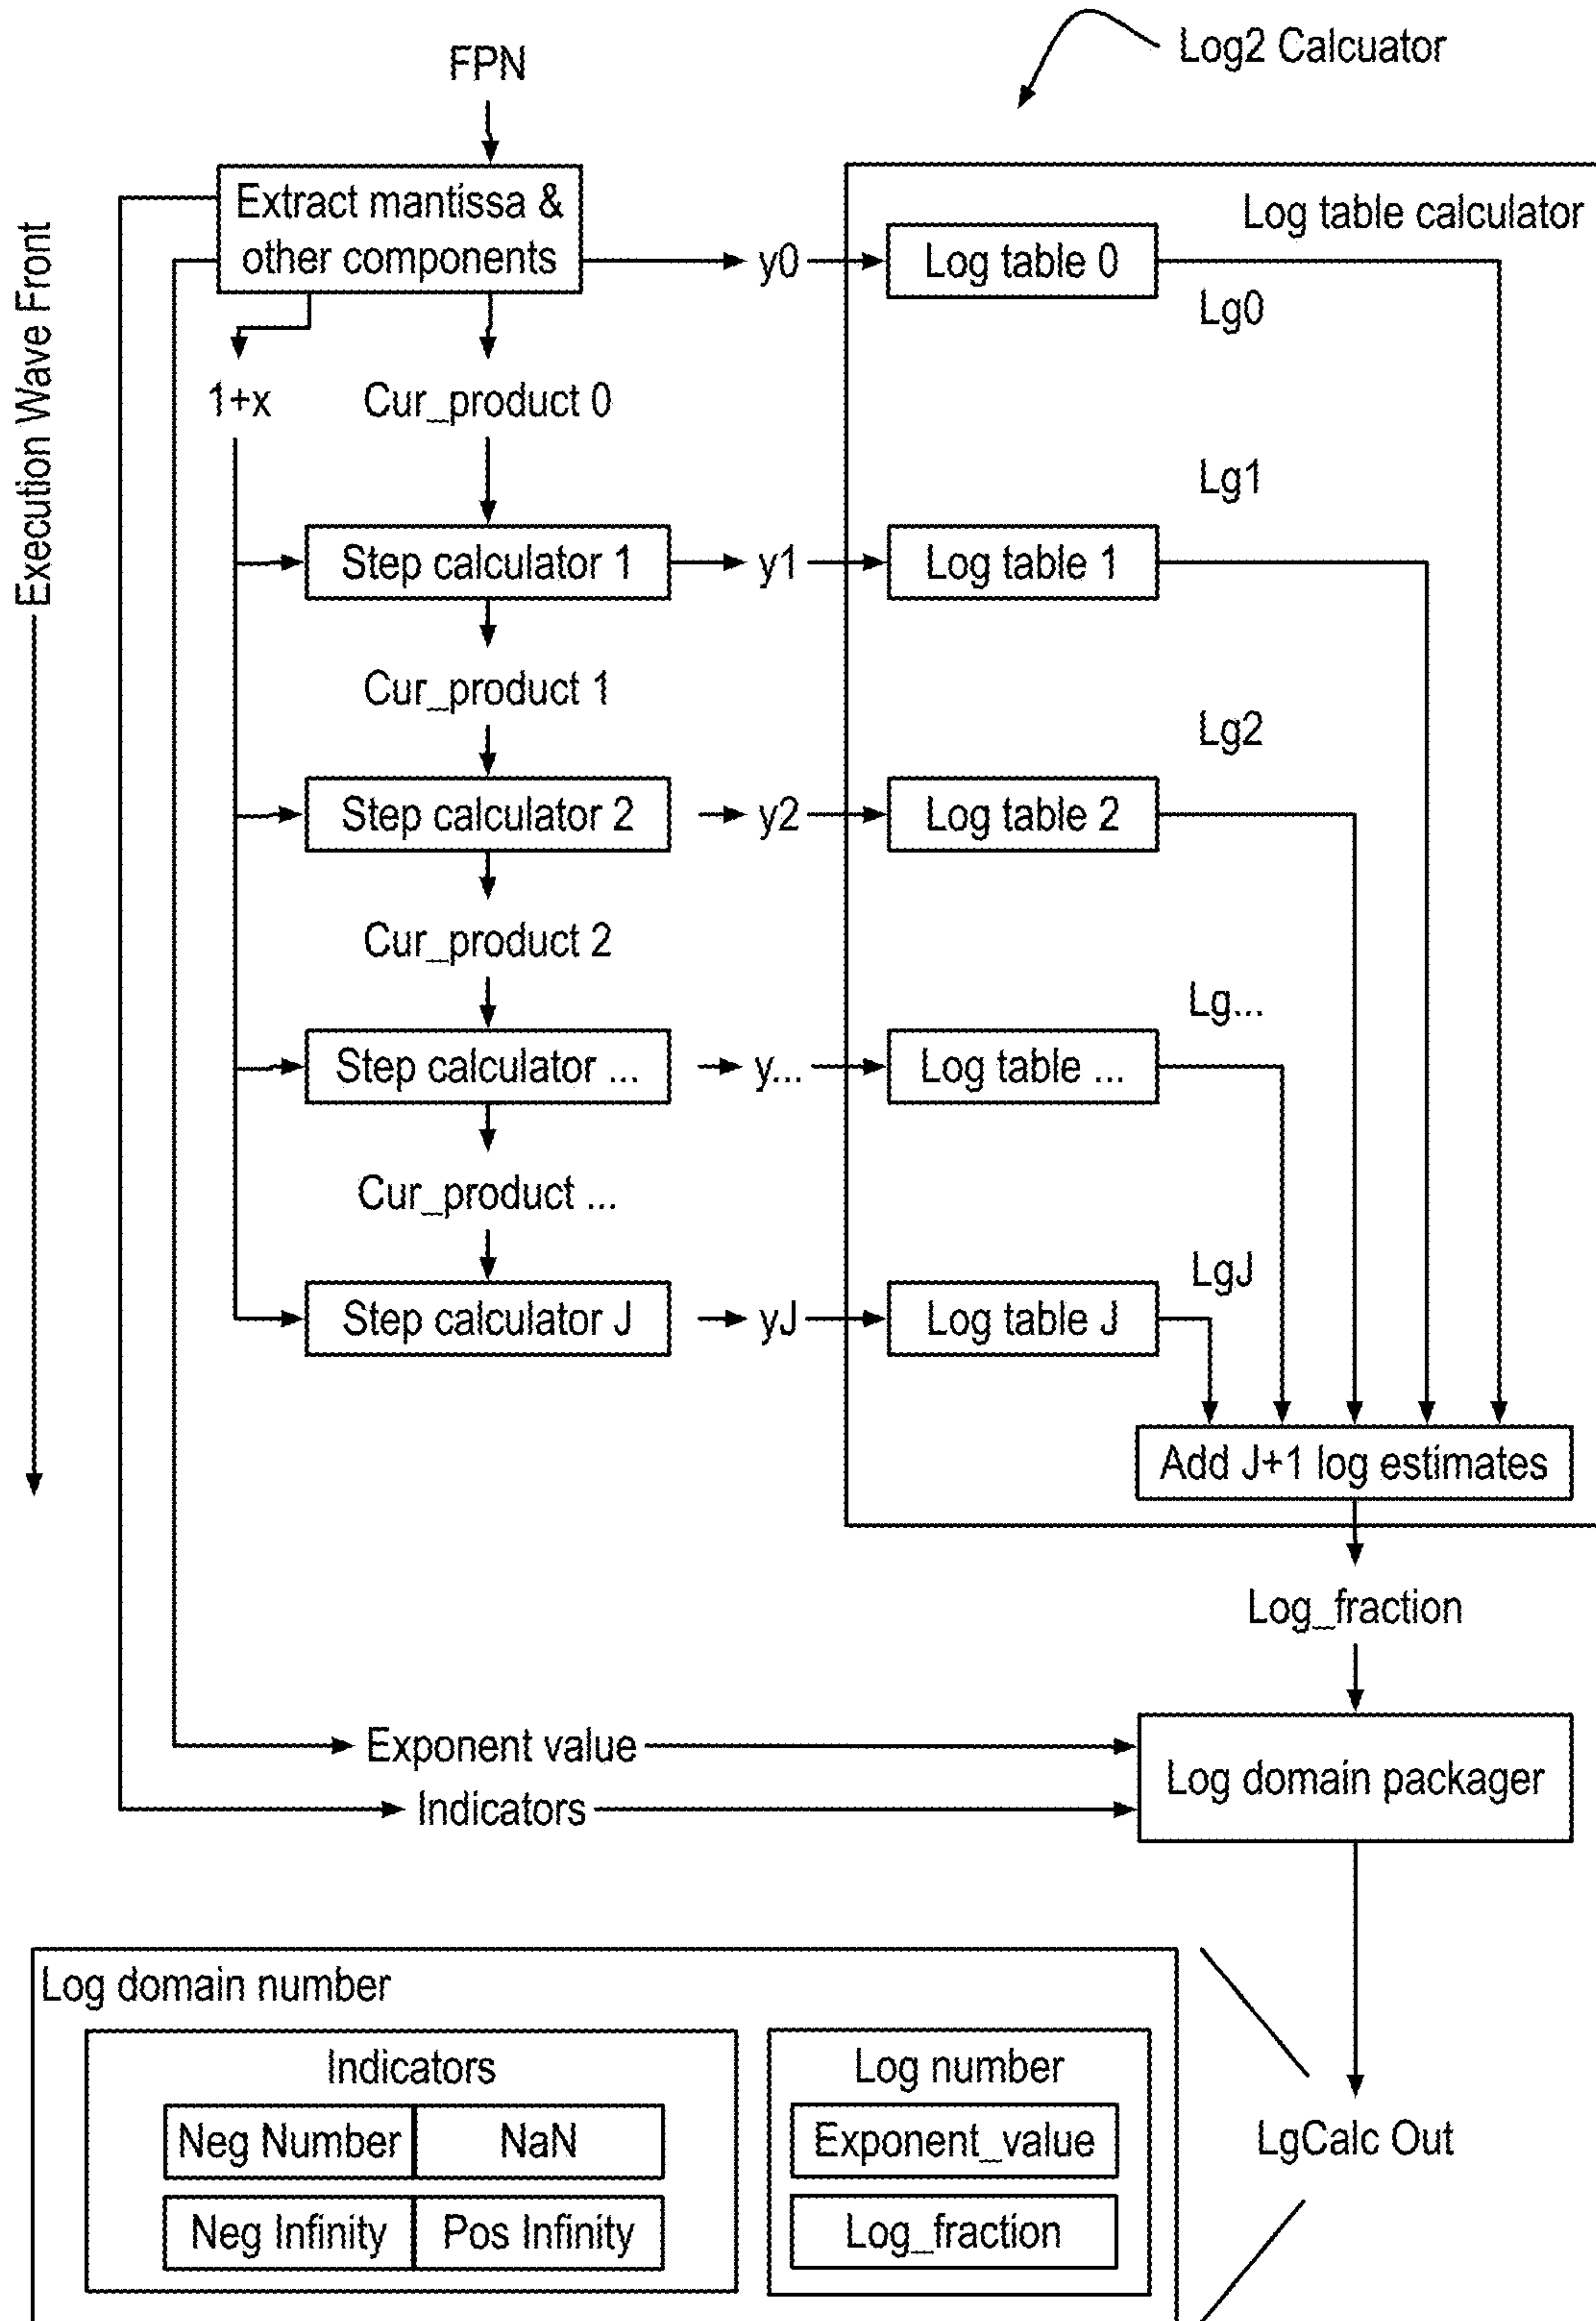 Log2 Calcuator
FPN
Extract mantissa &
other components
Log table calculator
y0
Log table 0
Lg0
Execution Wave Front
1+x
Cur_product 0
Lg1
Step calculator 1
y1
Log table 1
Cur_product 1
Lg2
Step calculator 2
y2
Log table 2
Cur_product 2
Lg...
Step calculator ...
y...
Log table ...
Cur_product ...
LgJ
Step calculator J
yJ
Log table J
Add J+1 log estimates
Log_fraction
Exponent value
Indicators
Log domain packager
Log domain number
Indicators
Neg Number
NaN
Neg Infinity
Pos Infinity
Log number
Exponent_value
Log_fraction
LgCalc Out